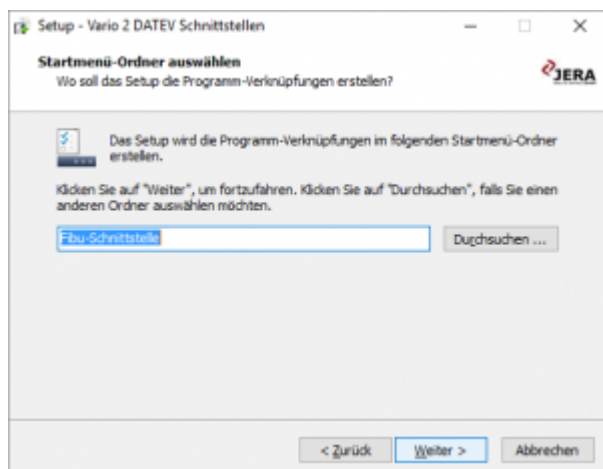 Setup - Vario 2 DATEV Schnittstellen
Startmenü-Ordner auswählen
Wo soll das Setup die Programm-Verknüpfungen erstellen?
JERA
Das Setup wird die Programm-Verknüpfungen im folgenden Startmenü-Ordner
erstellen.
Klicken Sie auf "Weiter", um fortzufahren. Klicken Sie auf "Durchsuchen", falls Sie einen
anderen Ordner auswählen möchten.
Fibu-Schnittstelle
Durchsuchen ...
< Zurück
Weiter >
Abbrechen